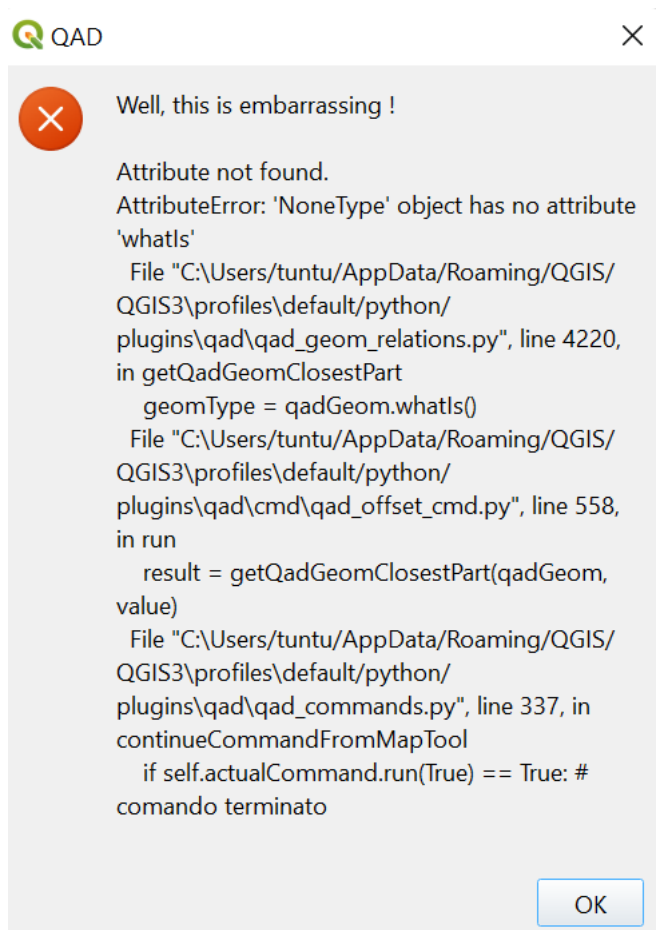 QAD
Well, this is embarrassing !
Attribute not found.
AttributeError: 'NoneType' object has no attribute
'whatIs'
File "C:\Users/tuntu/AppData/Roaming/QGIS/
QGIS3\profiles\default/python/
plugins\qad\qad_geom_relations.py", line 4220,
in getQadGeomClosestPart
geomType = qadGeom.whatIs()
File "C:\Users/tuntu/AppData/Roaming/QGIS/
QGIS3\profiles\default/python/
plugins\qad\cmd\qad_offset_cmd.py", line 558,
in run
result = getQadGeomClosestPart(qadGeom,
value)
File "C:\Users/tuntu/AppData/Roaming/QGIS/
QGIS3\profiles\default/python/
plugins\qad\qad_commands.py", line 337, in
continueCommandFromMapTool
if self.actualCommand.run(True) == True: #
comando terminato
OK